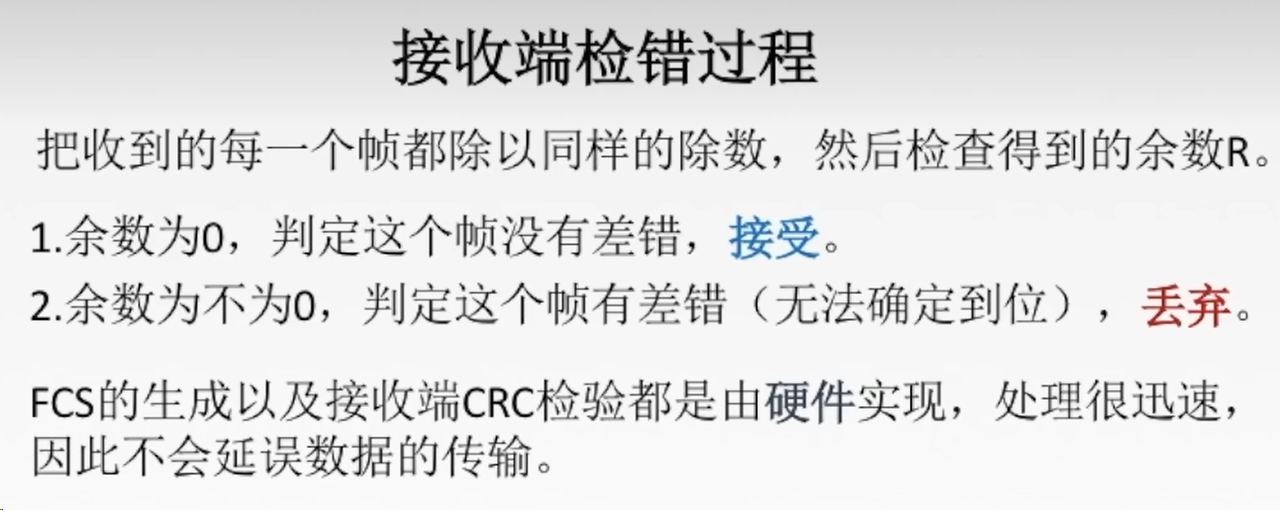 接收端检错过程
把收到的每一个帧都除以同样的除数，然后检查得到的余数R。
1.余数为0，判定这个帧没有差错，接受。
2.余数为不为0，判定这个帧有差错（无法确定到位），丢弃。
FCS的生成以及接收端CRC检验都是由硬件实现，处理很迅速，
因此不会延误数据的传输。